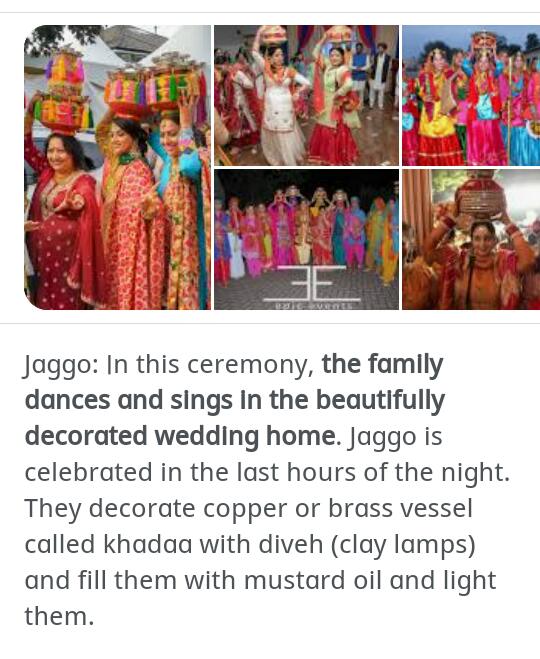 epic events
Jaggo: In this ceremony, the family
dances and sings in the beautifully
decorated wedding home. Jaggo is
celebrated in the last hours of the night.
They decorate copper or brass vessel
called khadaa with diveh (clay lamps)
and fill them with mustard oil and light
them.